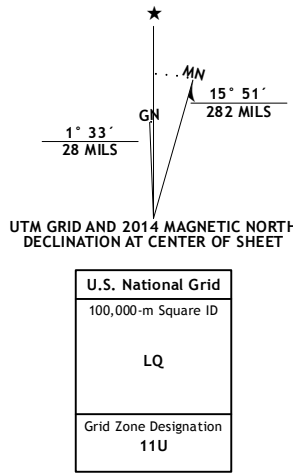 ★
MN
GN
15° 51´
282 MILS
1° 33´
28 MILS
UTM GRID AND 2014 MAGNETIC NORTH
DECLINATION AT CENTER OF SHEET
U.S. National Grid
100,000-m Square ID
LQ
Grid Zone Designation
11U